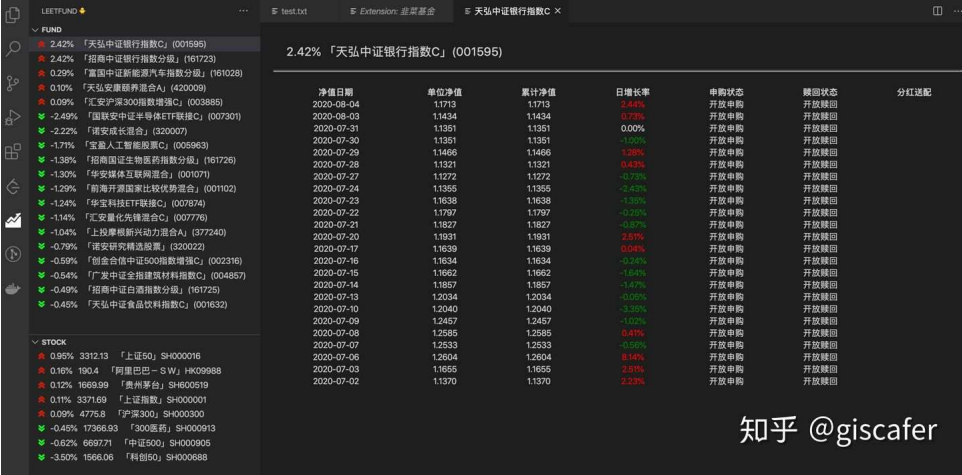 LEETFUND
test.txt
Extension: 韭菜基金
天弘中证银行指数C
FUND
2.42% 「天弘中证银行指数C」(001595)
2.42% 「招商中证银行指数分级」(161723)
0.29% 「富国中证新能源汽车指数分级」(161028)
0.10% 「天弘安康颐养混合A」(420009)
0.09% 「汇安沪深300指数增强C」(003885)
-2.49% 「国联安中证半导体ETF联接C」(007301)
-2.22% 「诺安成长混合」(320007)
-1.71% 「宝盈人工智能股票C」(005963)
-1.38% 「招商国证生物医药指数分级」(161726)
-1.30% 「华安媒体互联网混合」(001071)
-1.29% 「前海开源国家比较优势混合」(001102)
-1.24% 「华宝科技ETF联接C」(007874)
-1.14% 「汇安量化先锋混合C」(007776)
-1.04% 「上投摩根新兴动力混合A」(377240)
-0.79% 「诺安研究精选股票」(320022)
-0.59% 「创金合信中证500指数增强C」(002316)
-0.54% 「广发中证全指建筑材料指数C」(004857)
-0.49% 「招商中证白酒指数分级」(161725)
-0.45% 「天弘中证食品饮料指数C」(001632)
STOCK
0.95% 3312.13 「上证50」SH000016
0.16% 190.4 「阿里巴巴－ＳＷ」HK09988
0.12% 1669.99 「贵州茅台」SH600519
0.11% 3371.69 「上证指数」SH000001
0.09% 4775.8 「沪深300」SH000300
-0.45% 17366.93 「300医药」SH000913
-0.62% 6697.71 「中证500」SH000905
-3.50% 1566.06 「科创50」SH000688
2.42% 「天弘中证银行指数C」(001595)
净值日期 单位净值 累计净值 日增长率 申购状态 赎回状态 分红送配
2020-08-04 1.1713 1.1713 2.44% 开放申购 开放赎回
2020-08-03 1.1434 1.1434 0.73% 开放申购 开放赎回
2020-07-31 1.1351 1.1351 0.00% 开放申购 开放赎回
2020-07-30 1.1351 1.1351 -1.00% 开放申购 开放赎回
2020-07-29 1.1466 1.1466 1.28% 开放申购 开放赎回
2020-07-28 1.1321 1.1321 0.43% 开放申购 开放赎回
2020-07-27 1.1272 1.1272 -0.73% 开放申购 开放赎回
2020-07-24 1.1355 1.1355 -2.43% 开放申购 开放赎回
2020-07-23 1.1638 1.1638 -1.35% 开放申购 开放赎回
2020-07-22 1.1797 1.1797 -0.25% 开放申购 开放赎回
2020-07-21 1.1827 1.1827 -0.87% 开放申购 开放赎回
2020-07-20 1.1931 1.1931 2.51% 开放申购 开放赎回
2020-07-17 1.1639 1.1639 0.04% 开放申购 开放赎回
2020-07-16 1.1634 1.1634 -0.24% 开放申购 开放赎回
2020-07-15 1.1662 1.1662 -1.64% 开放申购 开放赎回
2020-07-14 1.1857 1.1857 -1.47% 开放申购 开放赎回
2020-07-13 1.2034 1.2034 -0.05% 开放申购 开放赎回
2020-07-10 1.2040 1.2040 -3.35% 开放申购 开放赎回
2020-07-09 1.2457 1.2457 -1.02% 开放申购 开放赎回
2020-07-08 1.2585 1.2585 0.41% 开放申购 开放赎回
2020-07-07 1.2533 1.2533 -0.56% 开放申购 开放赎回
2020-07-06 1.2604 1.2604 8.14% 开放申购 开放赎回
2020-07-03 1.1655 1.1655 2.51% 开放申购 开放赎回
2020-07-02 1.1370 1.1370 2.23% 开放申购 开放赎回
知乎 @giscafer